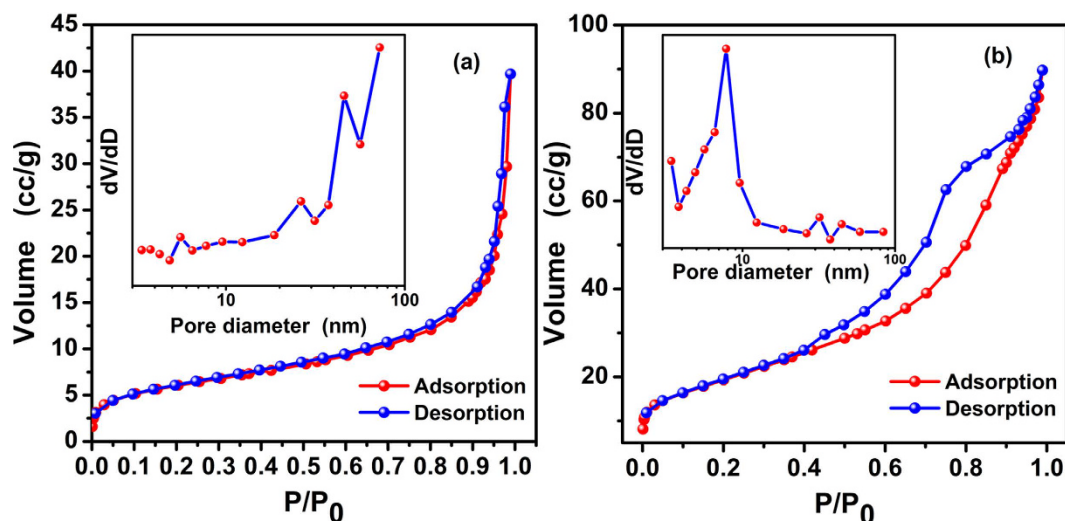 (a)
Volume (cc/g)
45
40
35
30
25
20
15
10
5
0
dV/dD
10
100
Pore diameter (nm)
Adsorption
Desorption
0.0 0.1 0.2 0.3 0.4 0.5 0.6 0.7 0.8 0.9 1.0
P/P0
(b)
Volume (cc/g)
100
80
60
40
20
dV/dD
10
100
Pore diameter (nm)
Adsorption
Desorption
0.0 0.2 0.4 0.6 0.8 1.0
P/P0